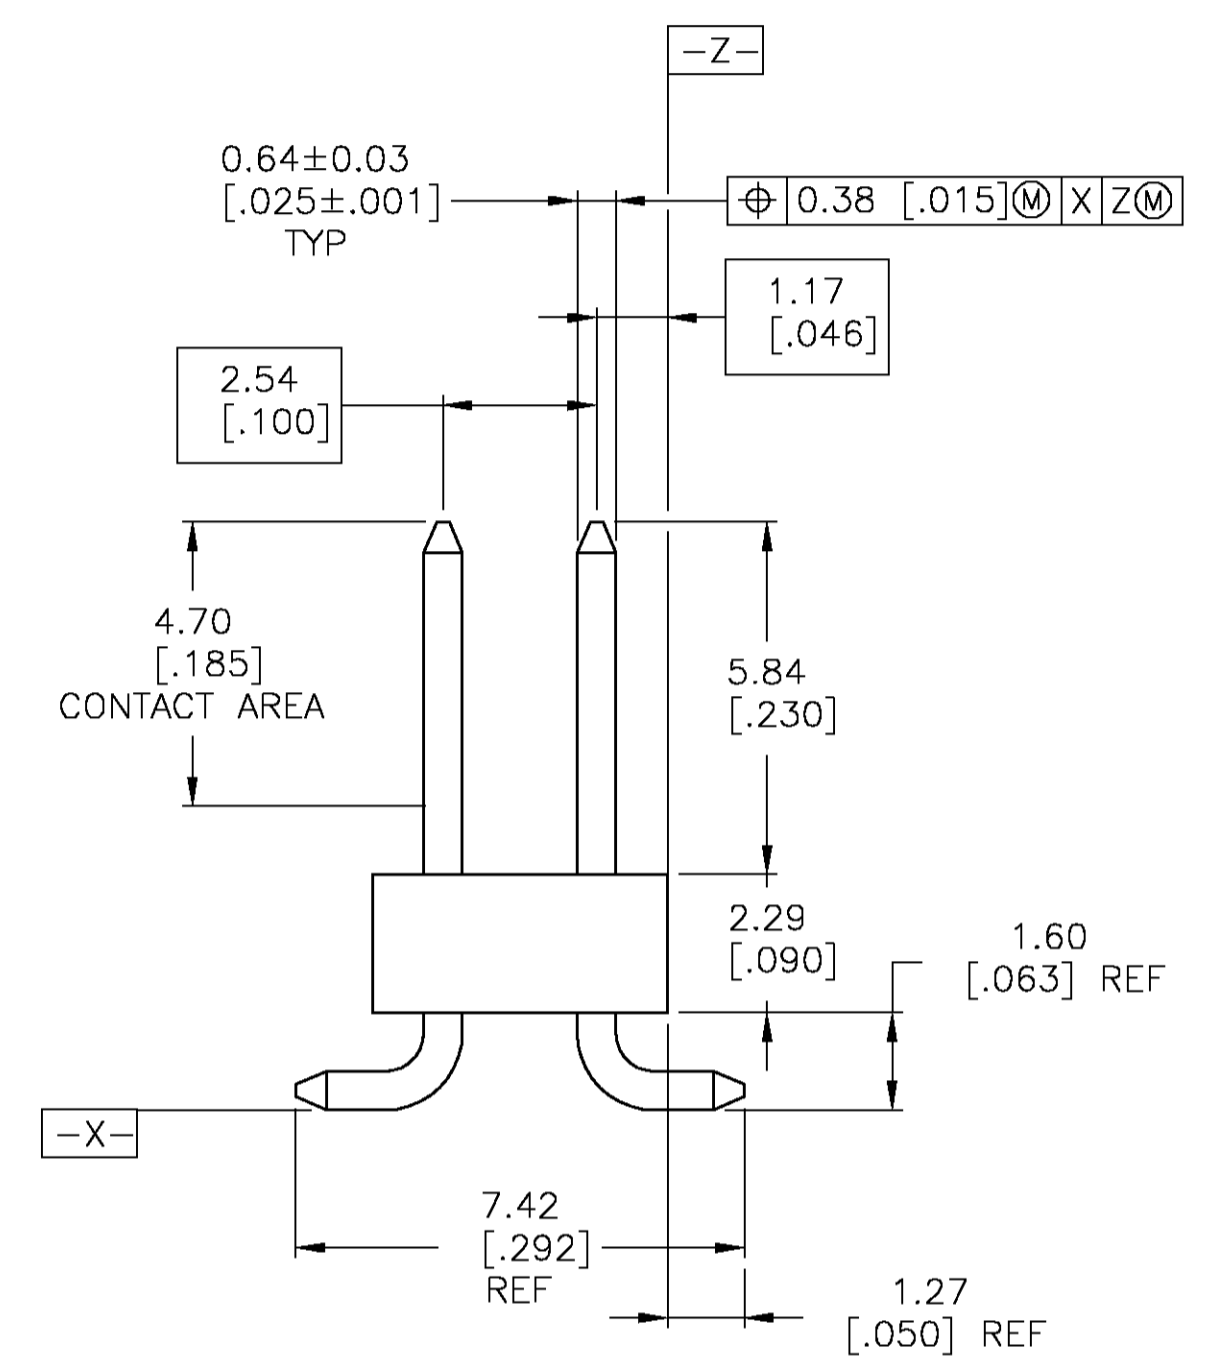 -Z-
0.64±0.03
[.025±.001]
TYP
⌖ 0.38 [.015]Ⓜ X ZⓂ
1.17
[.046]
2.54
[.100]
4.70
[.185]
CONTACT AREA
5.84
[.230]
2.29
[.090]
1.60
[.063] REF
-X-
7.42
[.292]
REF
1.27
[.050] REF